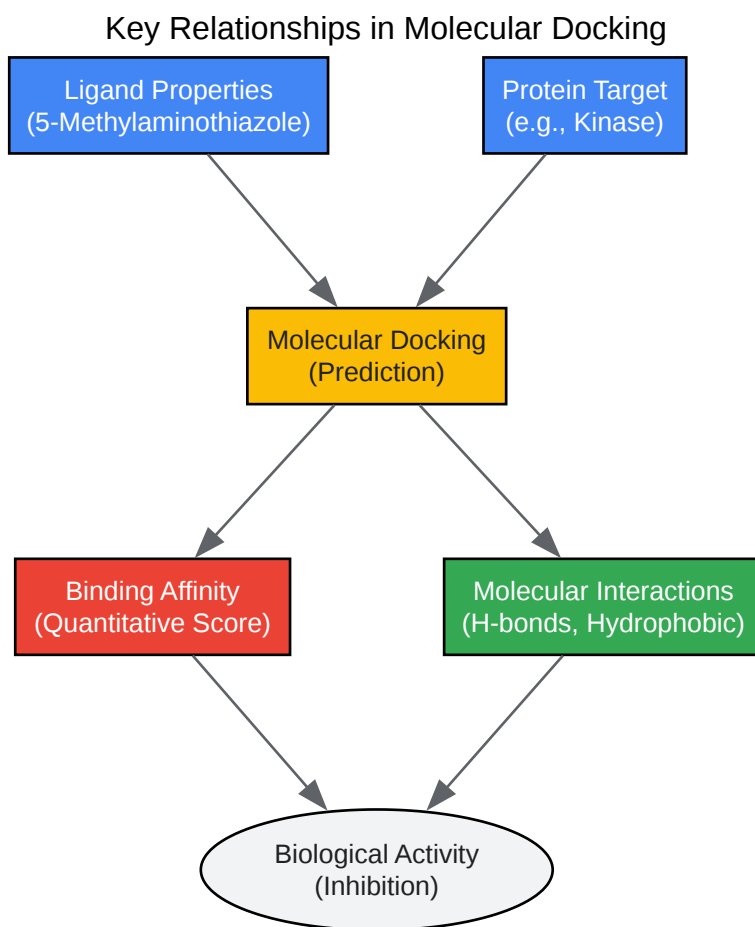 Key Relationships in Molecular Docking
Ligand Properties
(5-Methylaminothiazole)
Protein Target
(e.g., Kinase)
Molecular Docking
(Prediction)
Binding Affinity
(Quantitative Score)
Molecular Interactions
(H-bonds, Hydrophobic)
Biological Activity
(Inhibition)